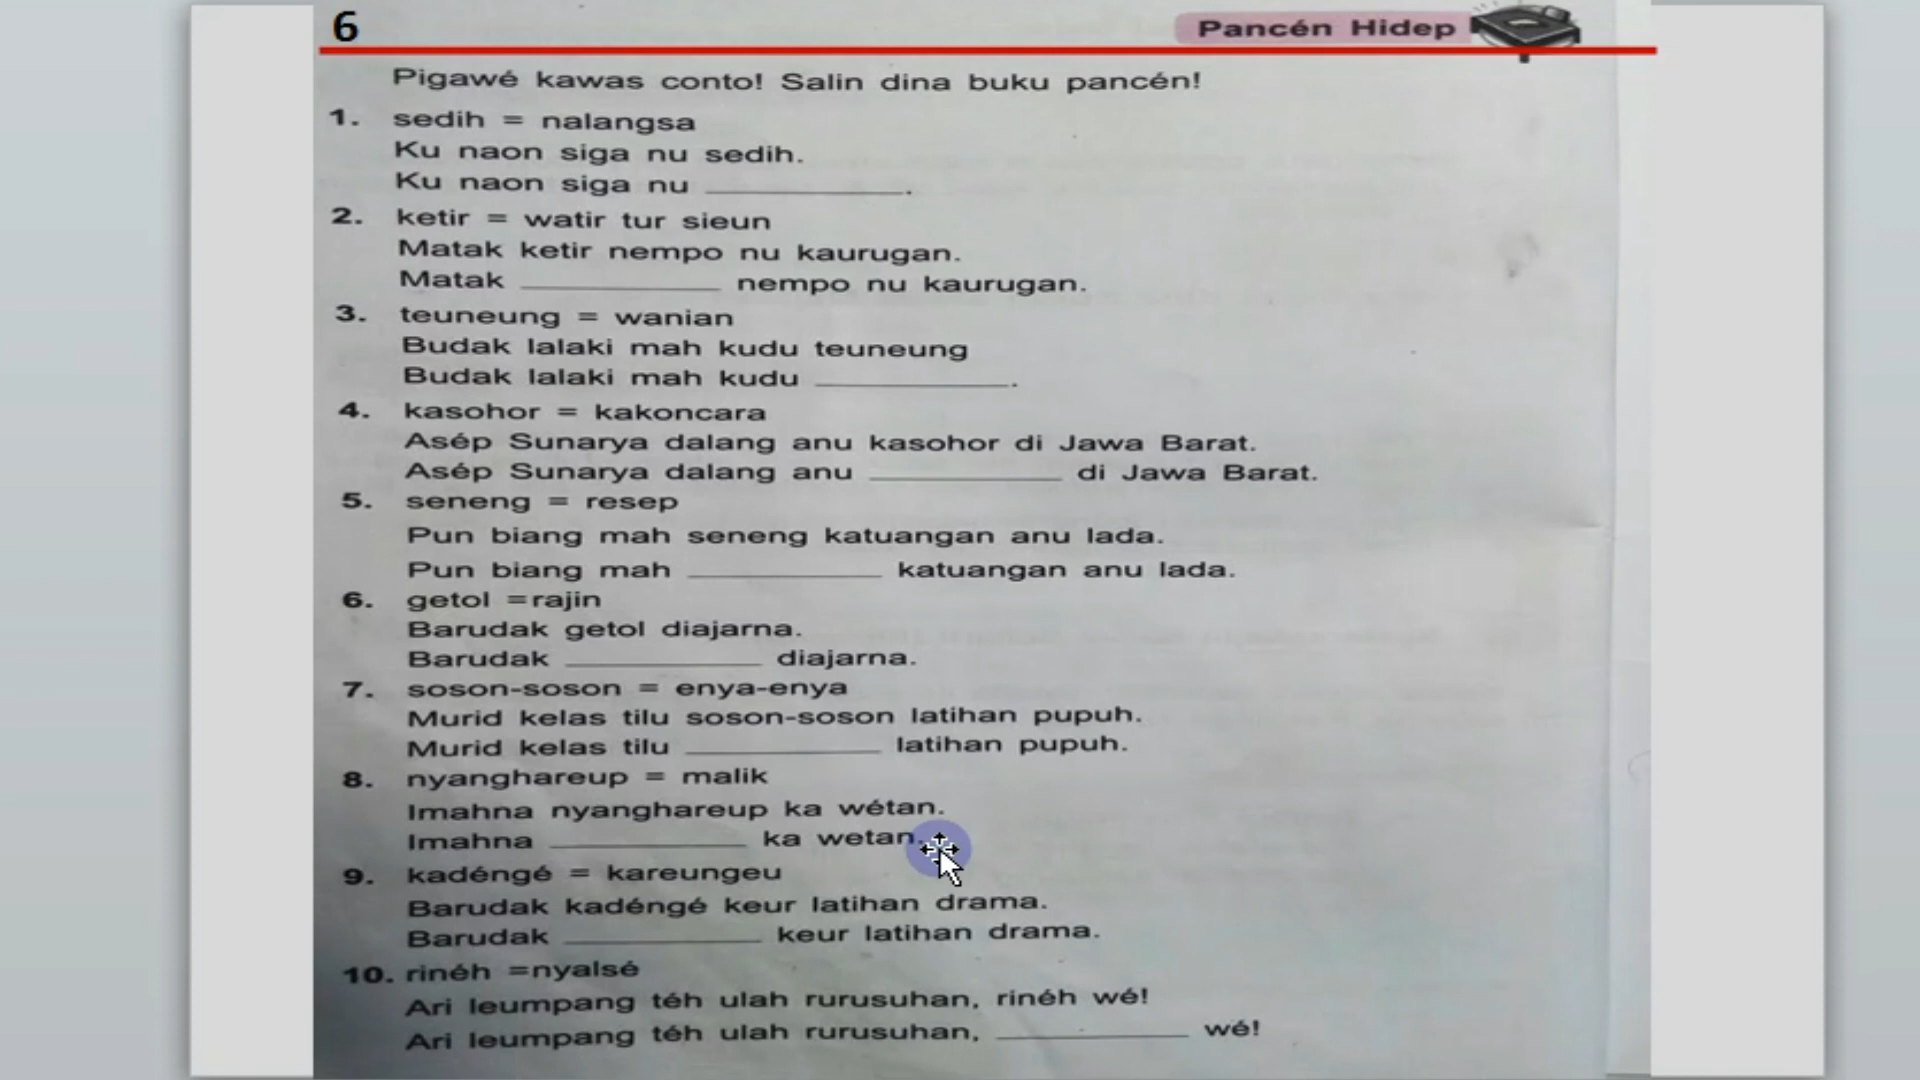 6
Pancén Hidep
Pigawé kawas conto! Salin dina buku pancén!
1. sedih = nalangsa
Ku naon siga nu sedih.
Ku naon siga nu ____________.
2. ketir = watir tur sieun
Matak ketir nempo nu kaurugan.
Matak ____________ nempo nu kaurugan.
3. teuneung = wanian
Budak lalaki mah kudu teuneung
Budak lalaki mah kudu ____________.
4. kasohor = kakoncara
Asép Sunarya dalang anu kasohor di Jawa Barat.
Asép Sunarya dalang anu ____________ di Jawa Barat.
5. seneng = resep
Pun biang mah seneng katuangan anu lada.
Pun biang mah ____________ katuangan anu lada.
6. getol =rajin
Barudak getol diajarna.
Barudak ____________ diajarna.
7. soson-soson = enya-enya
Murid kelas tilu soson-soson latihan pupuh.
Murid kelas tilu ____________ latihan pupuh.
8. nyanghareup = malik
Imahna nyanghareup ka wétan.
Imahna ____________ ka wetan.
9. kadéngé = kareungeu
Barudak kadéngé keur latihan drama.
Barudak ____________ keur latihan drama.
10. rinéh =nyalsé
Ari leumpang téh ulah rurusuhan, rinéh wé!
Ari leumpang téh ulah rurusuhan, ____________ wé!